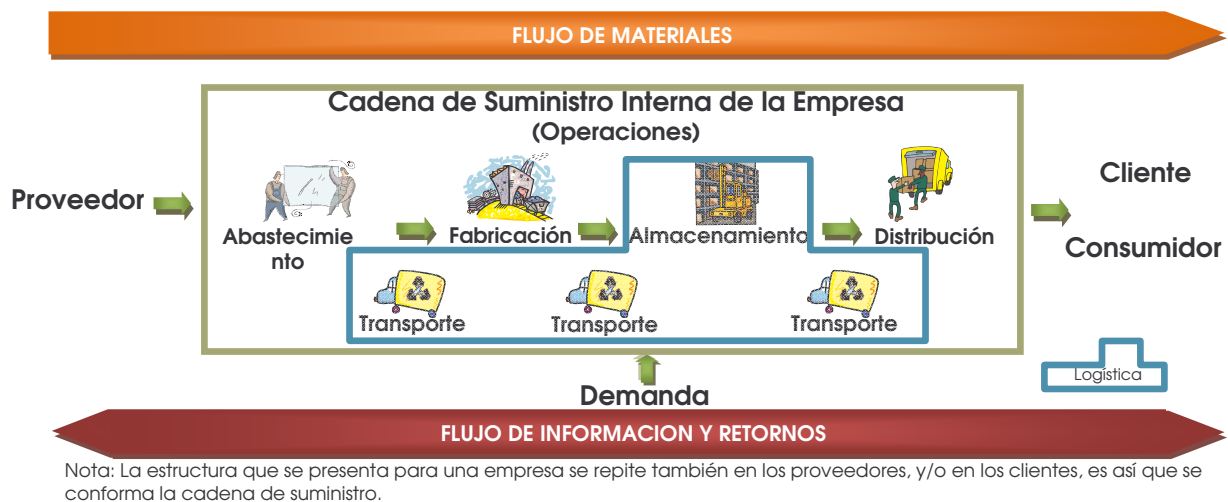 FLUJO DE MATERIALES
Cadena de Suministro Interna de la Empresa
(Operaciones)
Proveedor
Abastecimie
nto
Fabricación
Almacenamiento
Distribución
Cliente
Consumidor
Transporte
Transporte
Transporte
Logística
Demanda
FLUJO DE INFORMACION Y RETORNOS
Nota: La estructura que se presenta para una empresa se repite también en los proveedores, y/o en los clientes, es así que se
conforma la cadena de suministro.